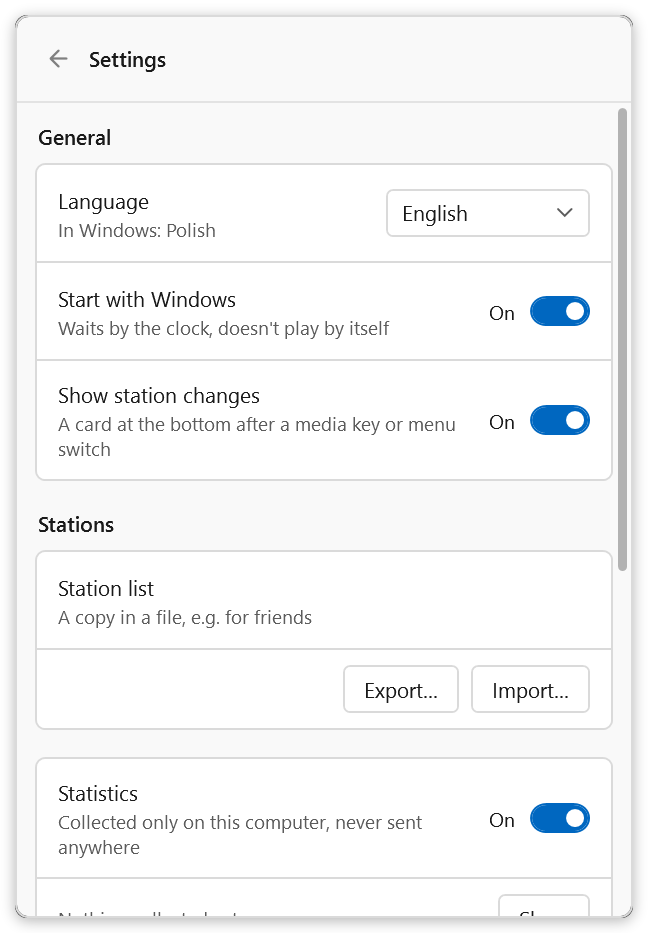 Settings
General
Language
In Windows: Polish
English
Start with Windows
Waits by the clock, doesn't play by itself
On
Show station changes
A card at the bottom after a media key or menu
switch
On
Stations
Station list
A copy in a file, e.g. for friends
Export...
Import...
Statistics
Collected only on this computer, never sent
anywhere
On